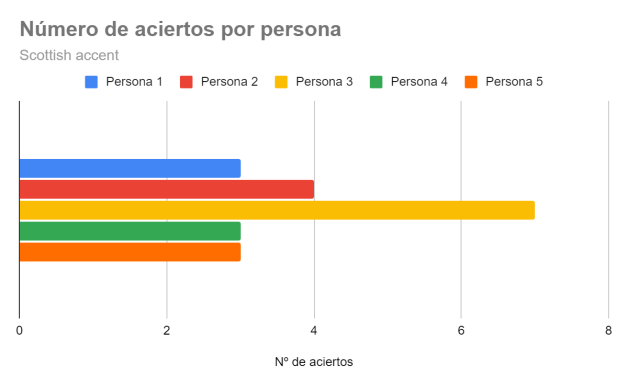 Número de aciertos por persona
Scottish accent
Persona 1 Persona 2 Persona 3 Persona 4 Persona 5
0 2 4 6 8
Nº de aciertos